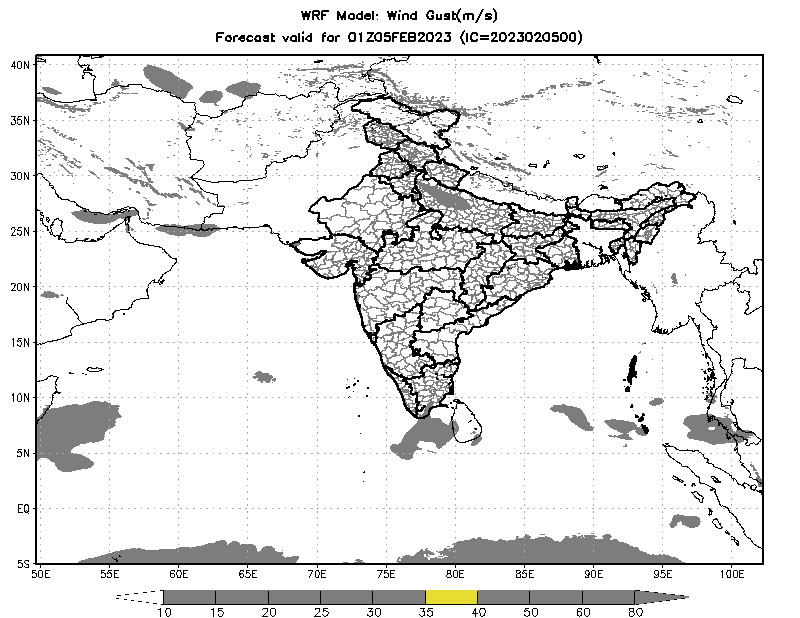 WRF Model: Wind Gust(m/s)
Forecast valid for 01Z05FEB2023 (IC=2023020500)
40N
35N
30N
25N
20N
15N
10N
5N
EQ
5S
50E 55E 60E 65E 70E 75E 80E 85E 90E 95E 100E
10 15 20 25 30 35 40 50 60 80